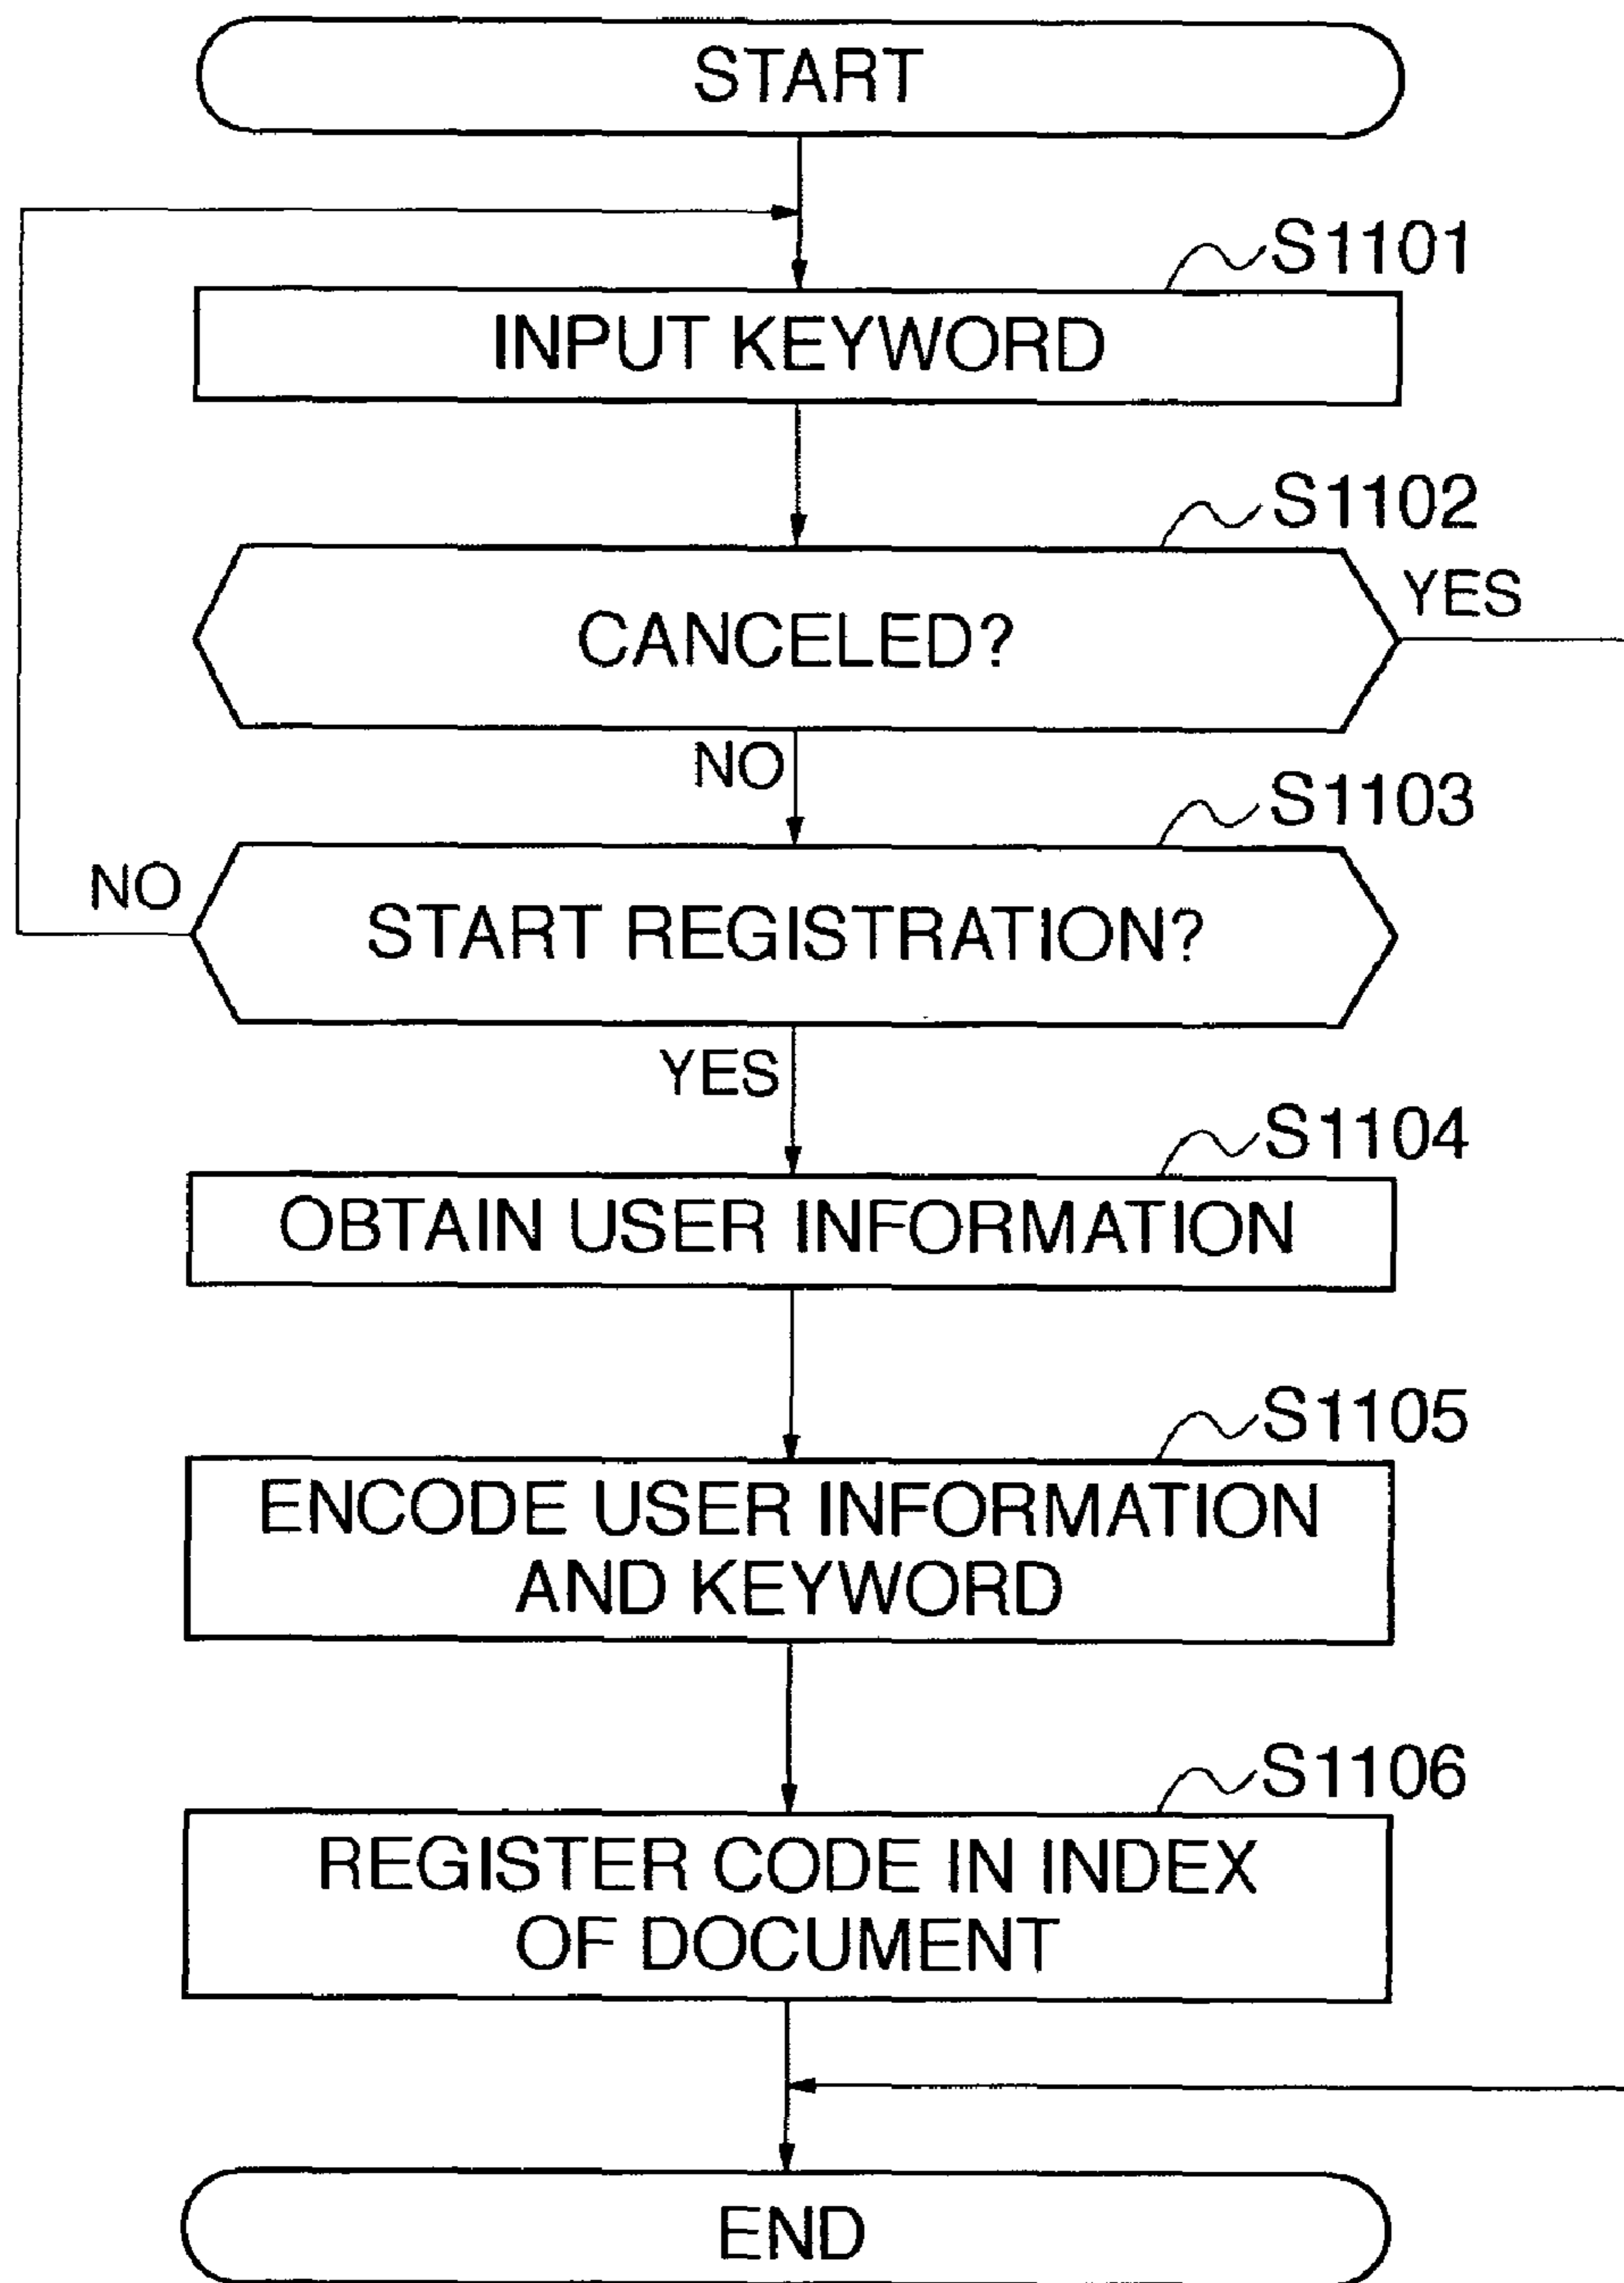 START
S1101
INPUT KEYWORD
S1102
CANCELED?
YES
NO
S1103
START REGISTRATION?
NO
YES
S1104
OBTAIN USER INFORMATION
S1105
ENCODE USER INFORMATION
AND KEYWORD
S1106
REGISTER CODE IN INDEX
OF DOCUMENT
END